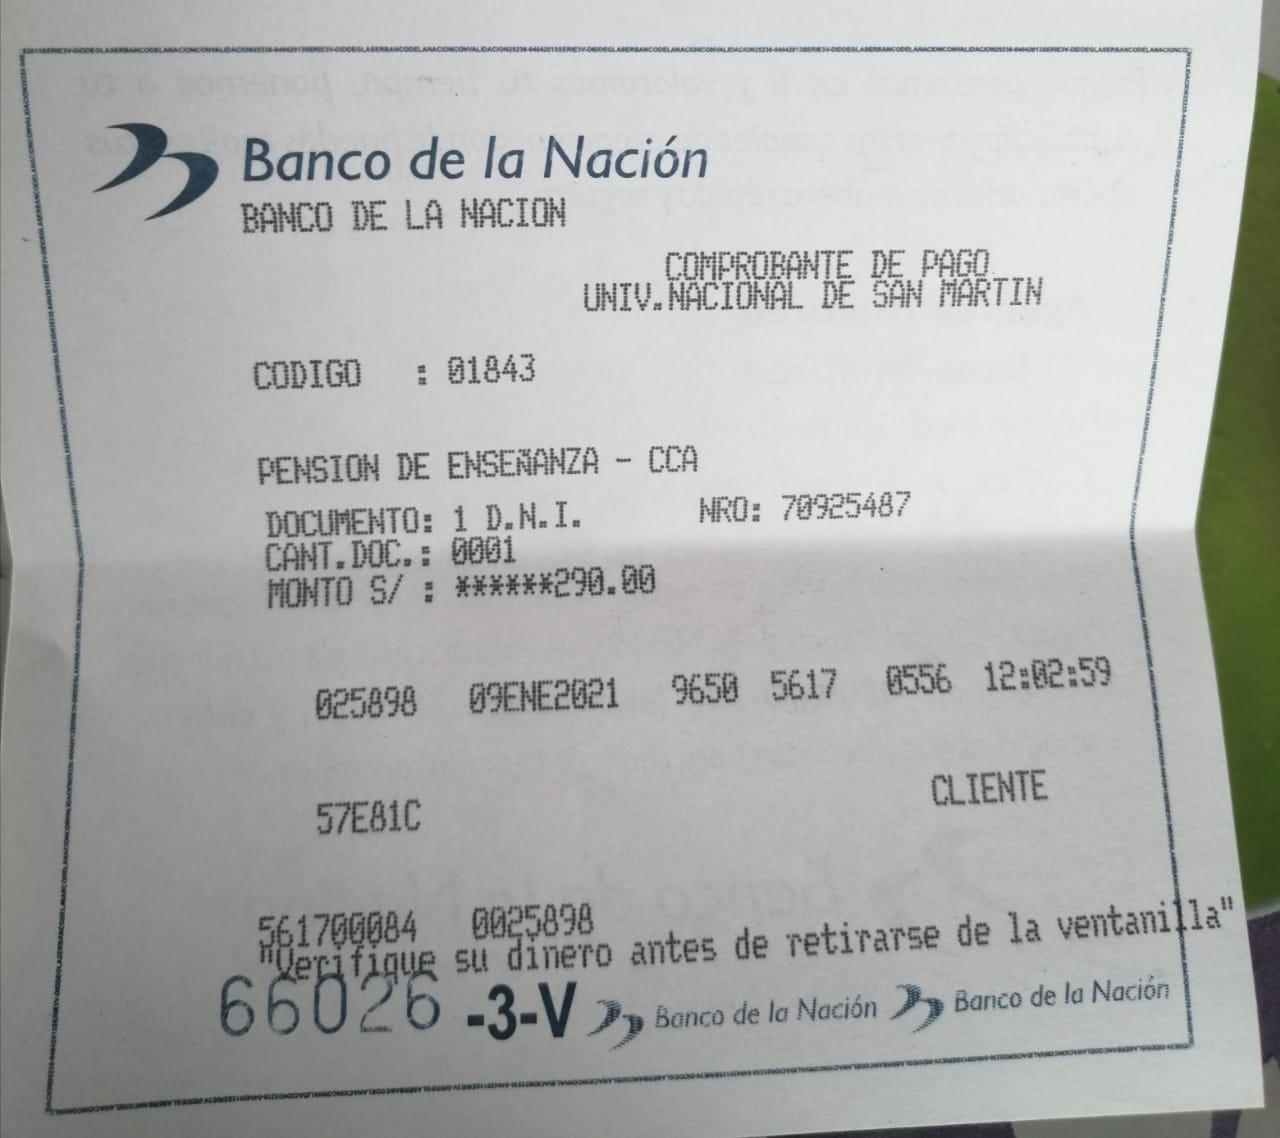 Banco de la Nación
BANCO DE LA NACION
COMPROBANTE DE PAGO
UNIV.NACIONAL DE SAN MARTIN
CODIGO : 01843
PENSION DE ENSEÑANZA - CCA
DOCUMENTO: 1 D.N.I. NRO: 70925487
CANT.DOC.: 0001
MONTO S/ : ******290.00
025898 09ENE2021 9650 5617 0556 12:02:59
57E81C CLIENTE
561700084 0025898
"Verifique su dinero antes de retirarse de la ventanilla"
66026 -3-V Banco de la Nación Banco de la Nación